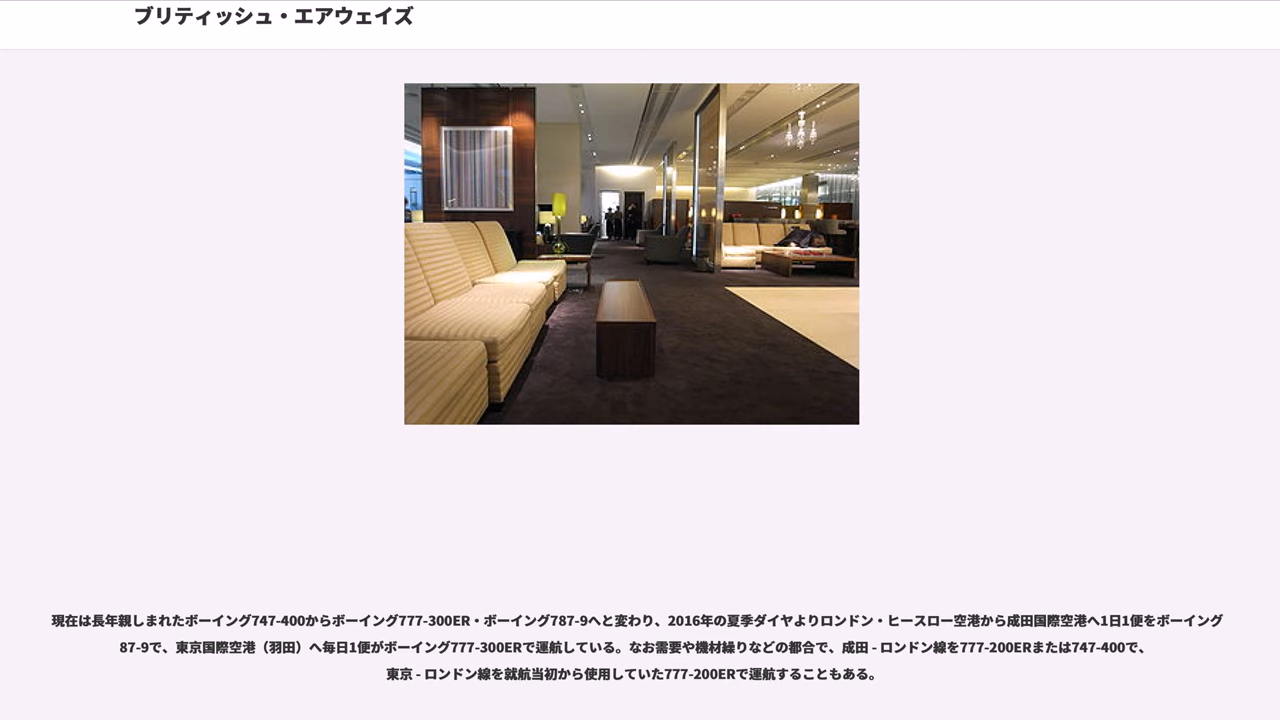 ブリティッシュ・エアウェイズ
現在は長年親しまれたボーイング747-400からボーイング777-300ER・ボーイング787-9へと変わり、2016年の夏季ダイヤよりロンドン・ヒースロー空港から成田国際空港へ1日1便をボーイング
87-9で、東京国際空港（羽田）へ毎日1便がボーイング777-300ERで運航している。なお需要や機材繰りなどの都合で、成田 - ロンドン線を777-200ERまたは747-400で、
東京 - ロンドン線を就航当初から使用していた777-200ERで運航することもある。